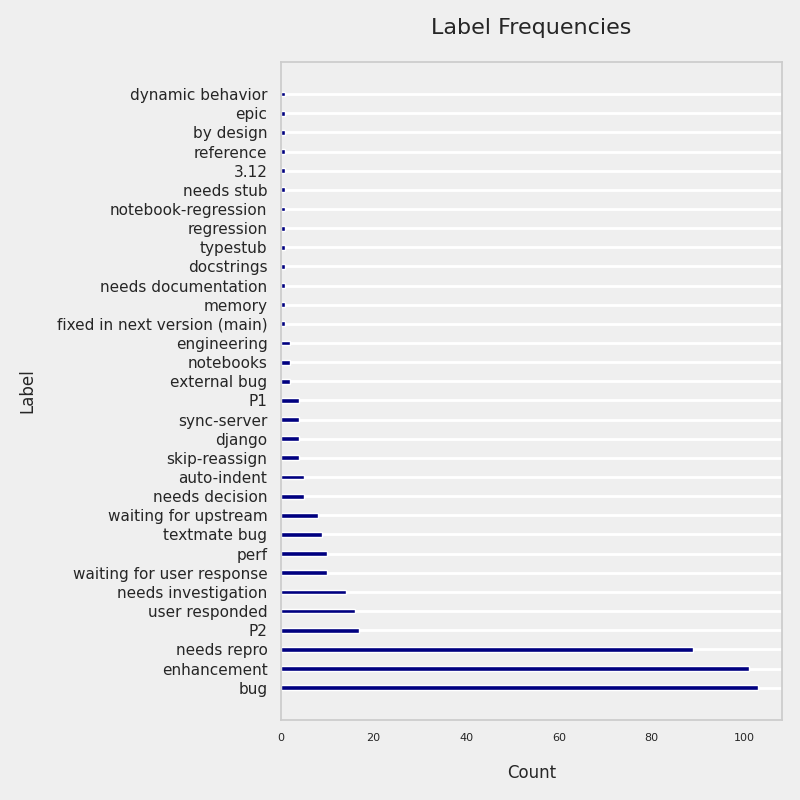 Label Frequencies
dynamic behavior
epic
by design
reference
3.12
needs stub
notebook-regression
regression
typestub
docstrings
needs documentation
memory
fixed in next version (main)
engineering
notebooks
external bug
P1
sync-server
django
skip-reassign
auto-indent
needs decision
waiting for upstream
textmate bug
perf
waiting for user response
needs investigation
user responded
P2
needs repro
enhancement
bug
Label
0 20 40 60 80 100
Count